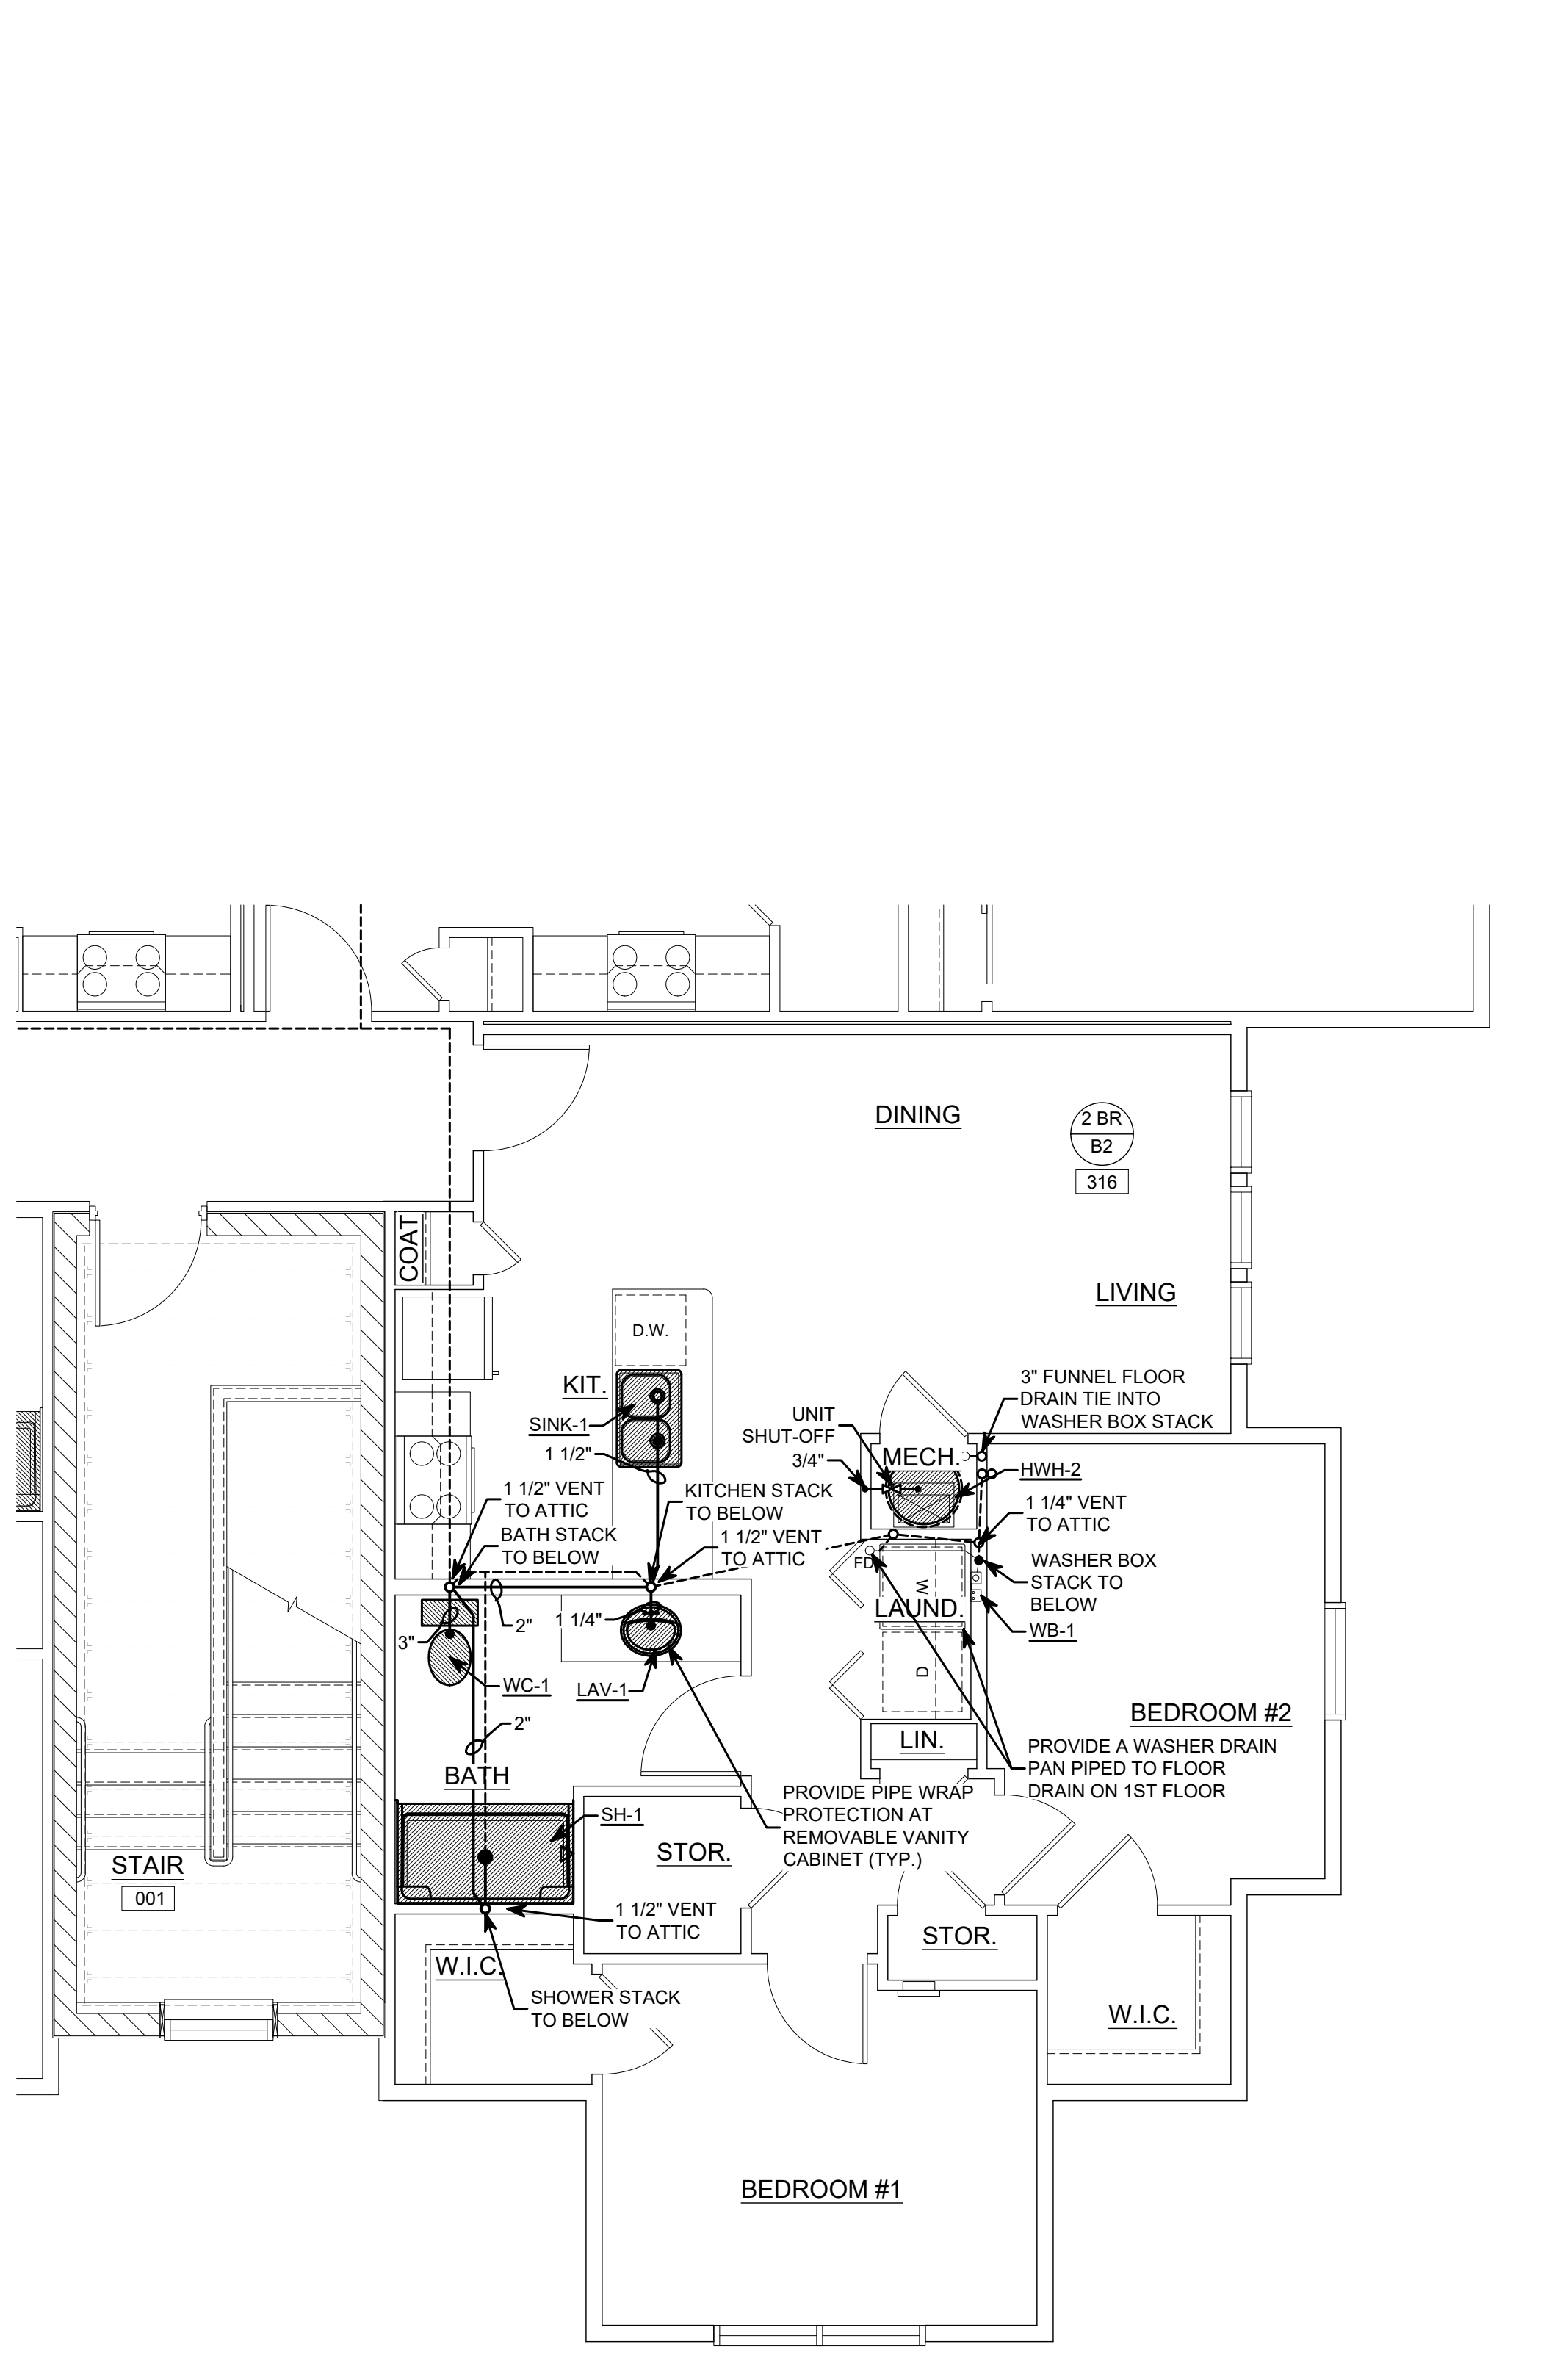 DINING
2 BR
B2
316
COAT
LIVING
D.W.
KIT.
SINK-1
1 1/2"
UNIT
SHUT-OFF
3/4"
MECH.
3" FUNNEL FLOOR
DRAIN TIE INTO
WASHER BOX STACK
HWH-2
1 1/2" VENT
TO ATTIC
BATH STACK
TO BELOW
KITCHEN STACK
TO BELOW
1 1/2" VENT
TO ATTIC
1 1/4" VENT
TO ATTIC
FD
W
WASHER BOX
STACK TO
BELOW
LAUND.
WB-1
3"
2"
1 1/4"
WC-1
LAV-1
D
2"
BATH
LIN.
BEDROOM #2
PROVIDE A WASHER DRAIN
PAN PIPED TO FLOOR
DRAIN ON 1ST FLOOR
PROVIDE PIPE WRAP
PROTECTION AT
REMOVABLE VANITY
CABINET (TYP.)
SH-1
STOR.
STAIR
001
1 1/2" VENT
TO ATTIC
STOR.
W.I.C.
SHOWER STACK
TO BELOW
W.I.C.
BEDROOM #1